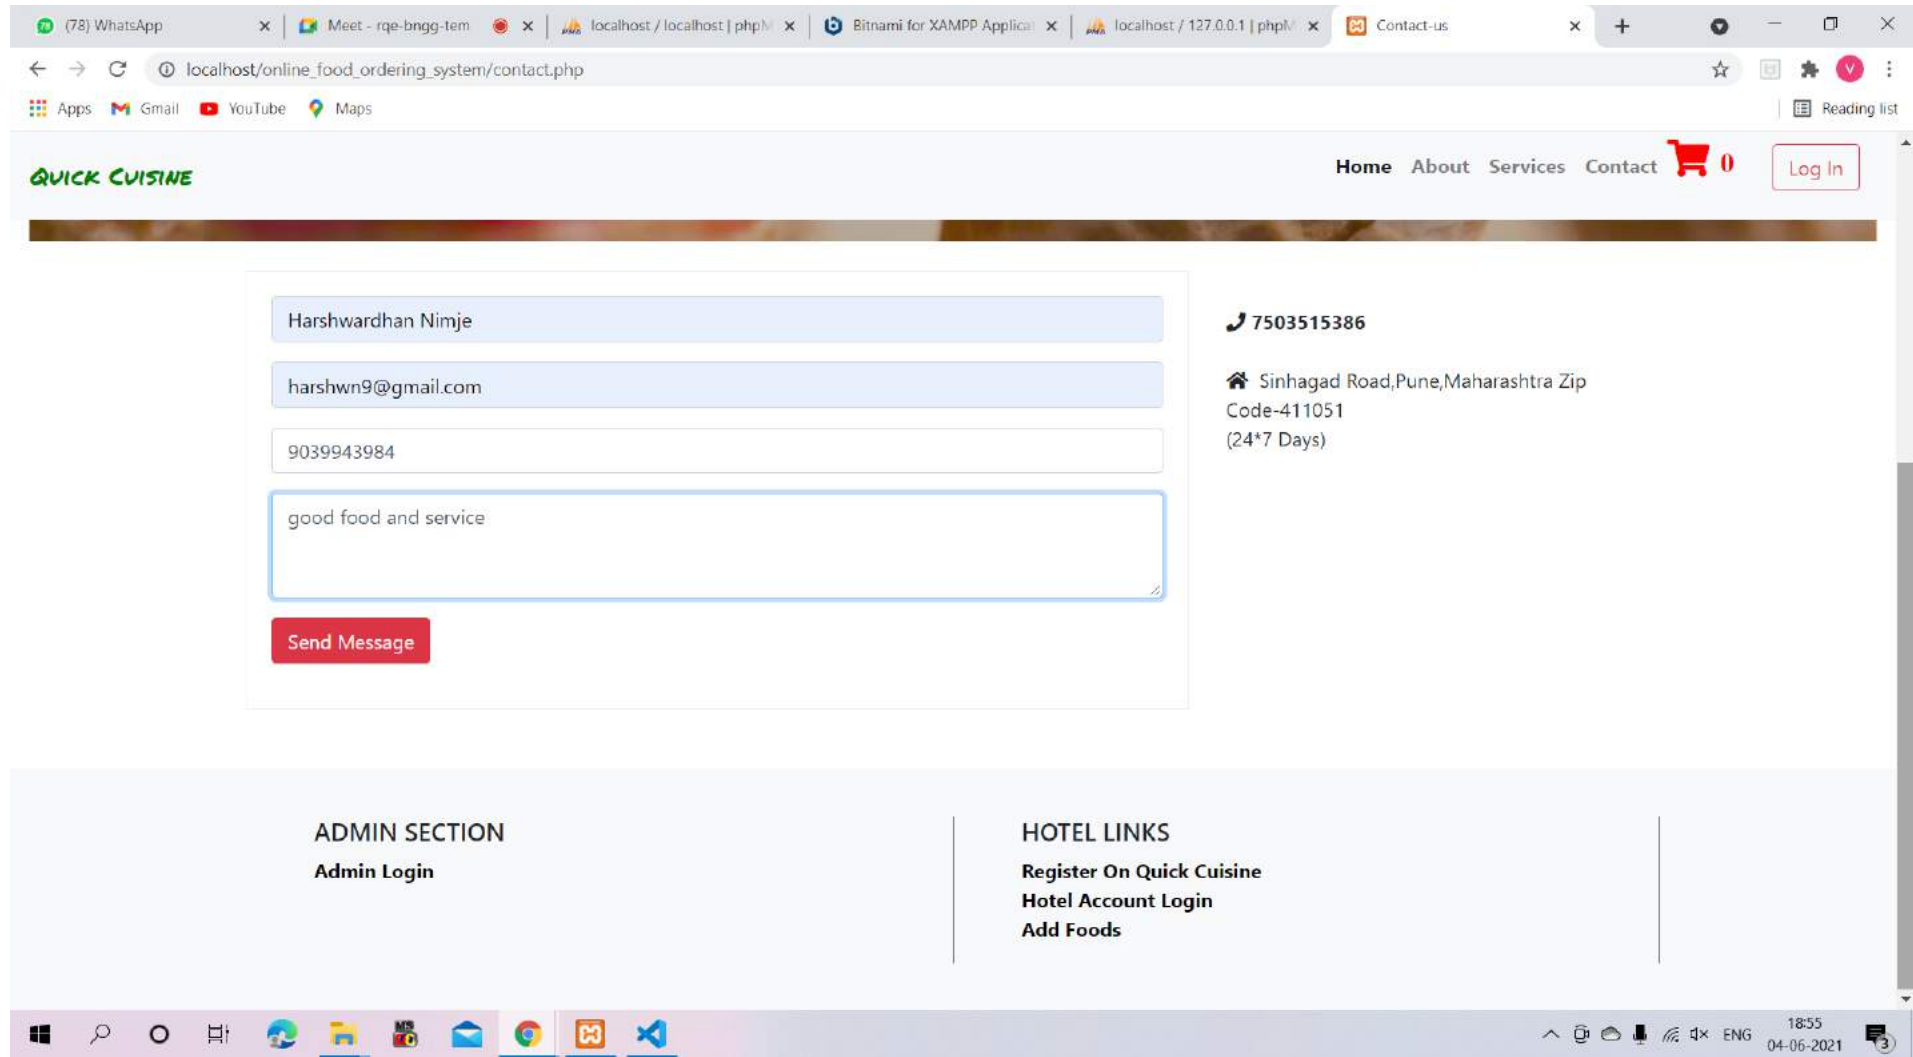 (78) WhatsApp
Meet - rqe-bngg-tem
localhost / localhost | phpM
Bitnami for XAMPP Applicat
localhost / 127.0.0.1 | phpM
Contact-us
localhost/online_food_ordering_system/contact.php
V
Apps
Gmail
YouTube
Maps
Reading list
QUICK CUISINE
Home About Services Contact 0 Log In
Harshwardhan Nimje
harshwn9@gmail.com
9039943984
good food and service
Send Message
7503515386
Sinhagad Road,Pune,Maharashtra Zip
Code-411051
(24*7 Days)
ADMIN SECTION
Admin Login
HOTEL LINKS
Register On Quick Cuisine
Hotel Account Login
Add Foods
ENG
18:55
04-06-2021
3